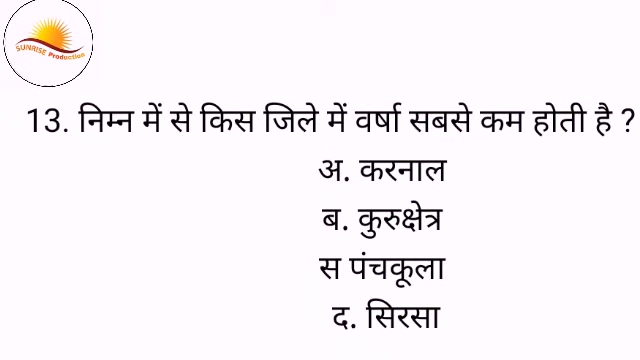 SUNRISE Production
13. निम्न में से किस जिले में वर्षा सबसे कम होती है ?
अ. करनाल
ब. कुरुक्षेत्र
स पंचकूला
द. सिरसा